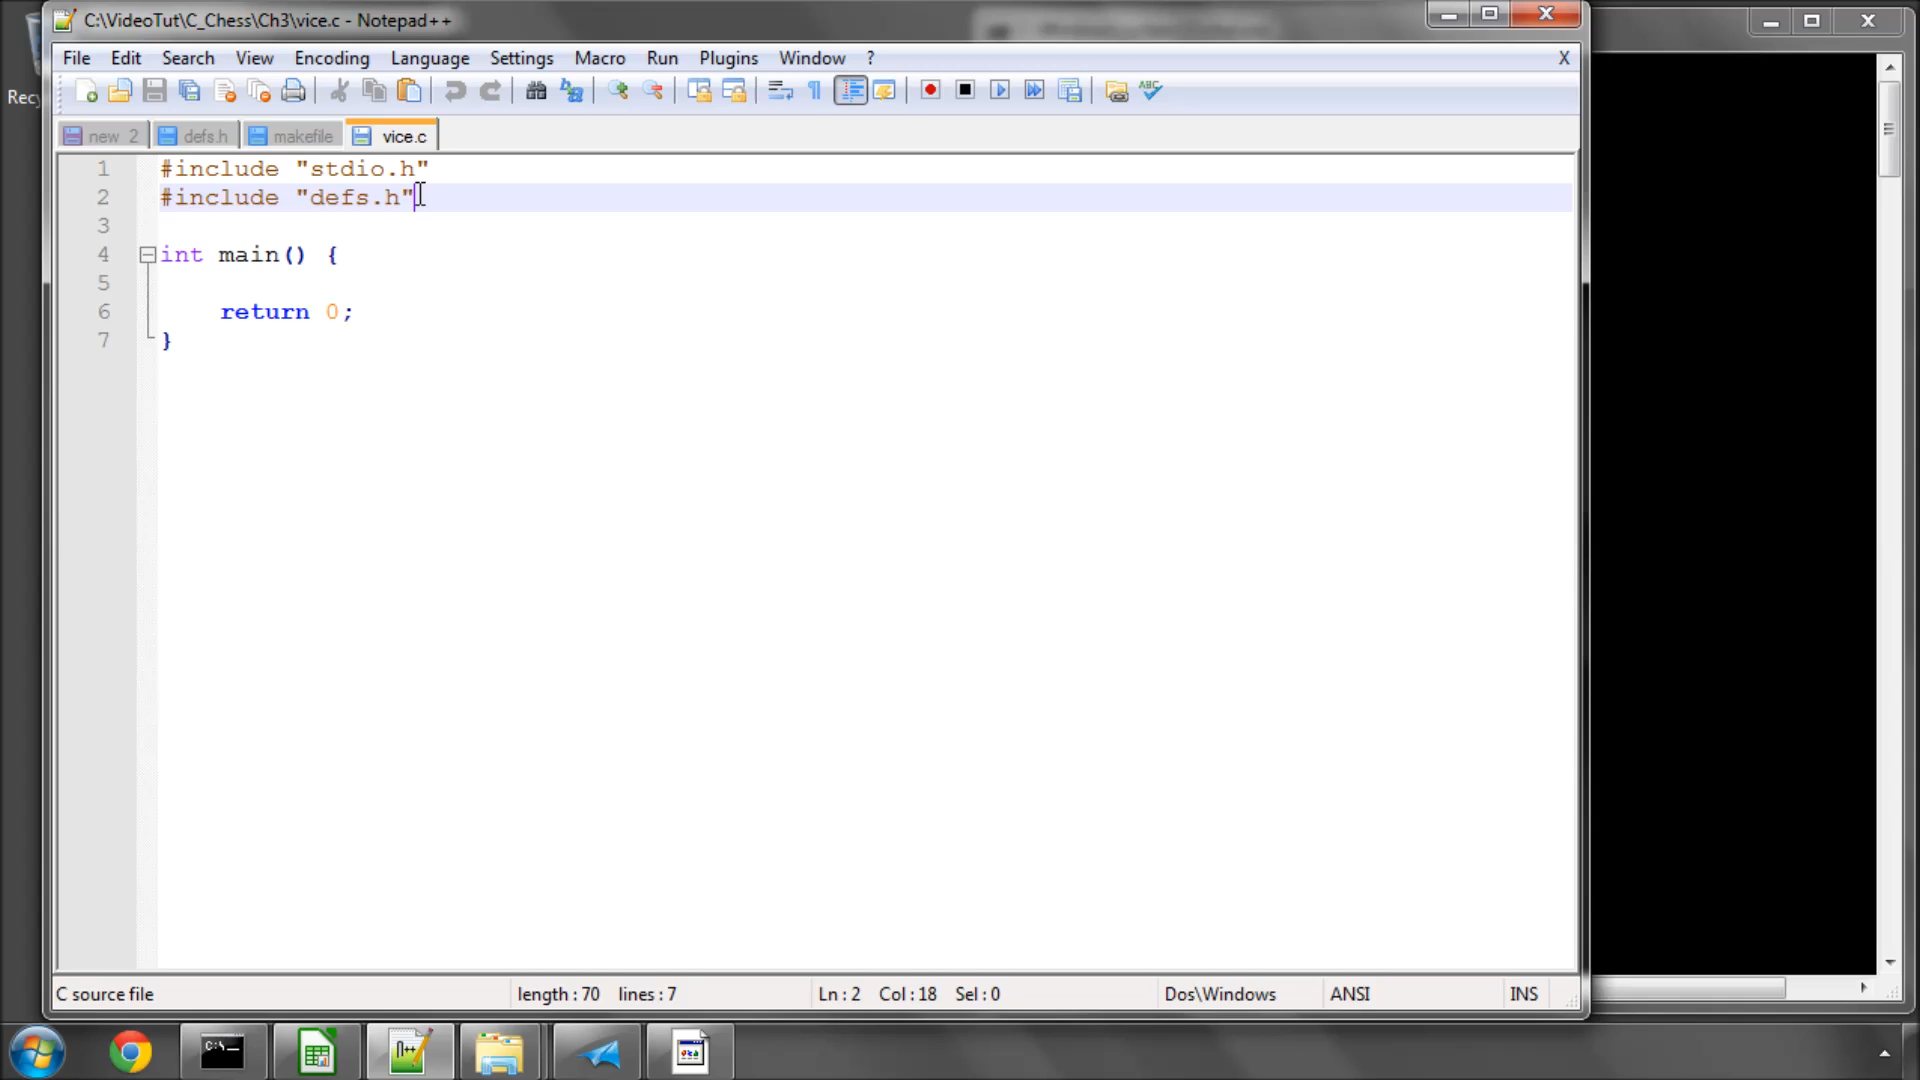 C:\VideoTut\C_Chess\Ch3\vice.c - Notepad++
File Edit Search View Encoding Language Settings Macro Run Plugins Window ? X
Recy
ABC
new 2 defs.h makefile vice.c
1 #include "stdio.h"
2 #include "defs.h"
3
4 int main() {
5
6 return 0;
7 }
C source file length : 70 lines : 7 Ln : 2 Col : 18 Sel : 0 Dos\Windows ANSI INS
C:\